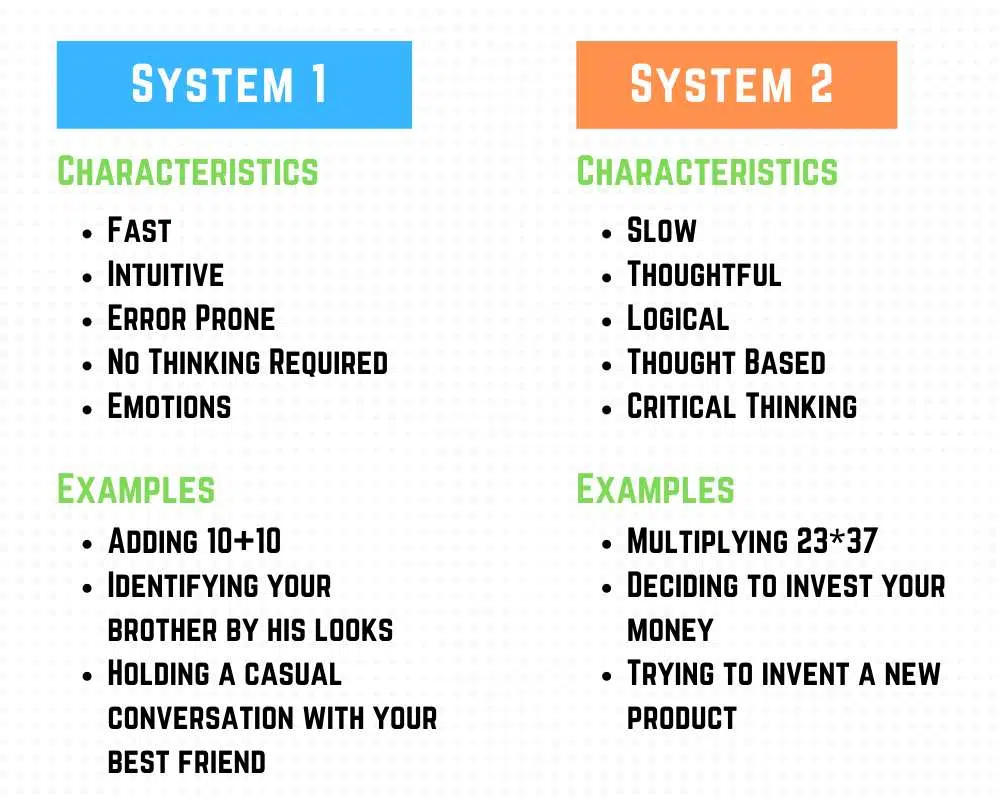 System 1
Characteristics
• Fast
• Intuitive
• Error Prone
• No Thinking Required
• Emotions
Examples
• Adding 10+10
• Identifying your
brother by his looks
• Holding a casual
conversation with your
best friend
System 2
Characteristics
• Slow
• Thoughtful
• Logical
• Thought Based
• Critical Thinking
Examples
• Multiplying 23*37
• Deciding to invest your
money
• Trying to invent a new
product